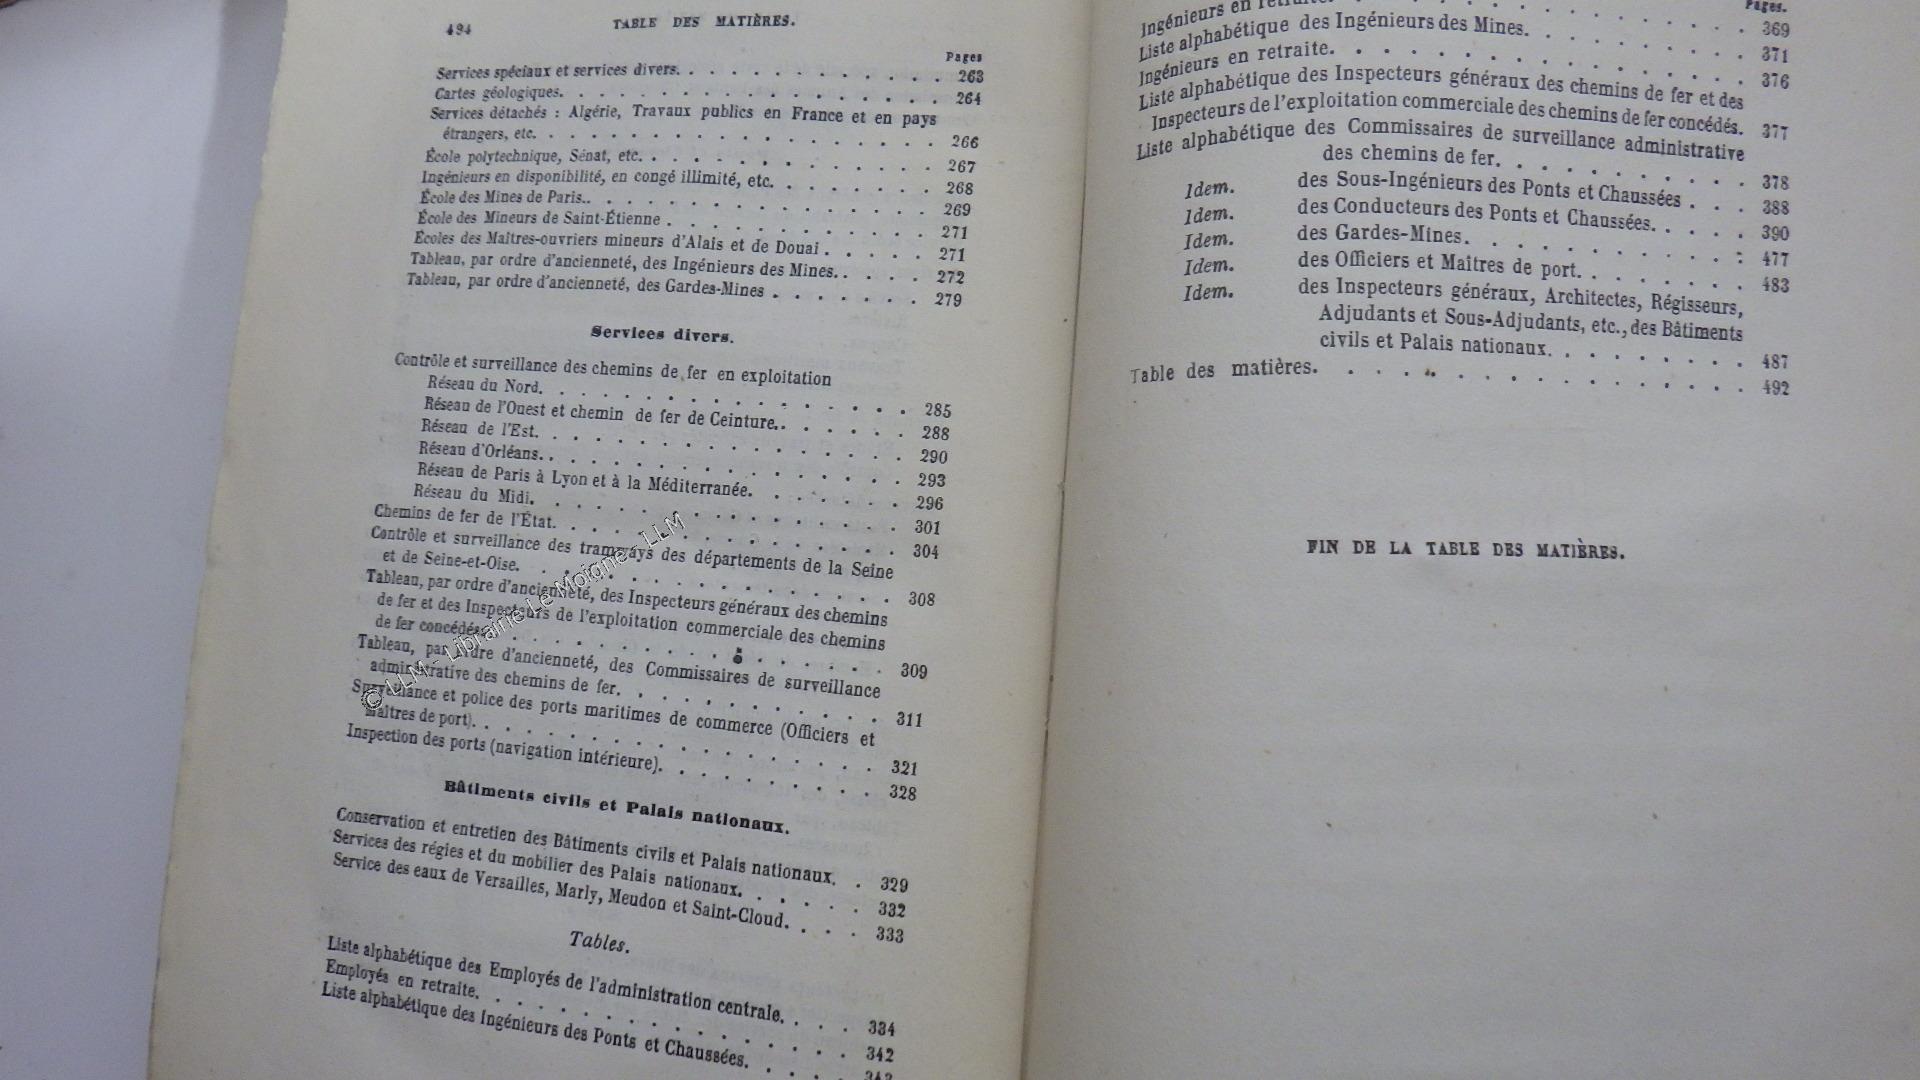 494 TABLE DES MATIÈRES.
Pages
Services spéciaux et services divers. . . . . . . . . . . . 263
Cartes géologiques. . . . . . . . . . . . . . . . 264
Services détachés : Algérie, Travaux publics en France et en pays
étrangers, etc. . . . . . . . . . . . . . . . . 266
École polytechnique, Sénat, etc. . . . . . . . . . . . . 267
Ingénieurs en disponibilité, en congé illimité, etc. . . . . . . . 268
École des Mines de Paris. . . . . . . . . . . . . . . 269
École des Mineurs de Saint-Étienne . . . . . . . . . . . . 271
Écoles des Maîtres-ouvriers mineurs d'Alais et de Douai . . . . . 271
Tableau, par ordre d'ancienneté, des Ingénieurs des Mines. . . . . 272
Tableau, par ordre d'ancienneté, des Gardes-Mines . . . . . . . 279
Services divers.
Contrôle et surveillance des chemins de fer en exploitation
Réseau du Nord. . . . . . . . . . . . . . . . 285
Réseau de l'Ouest et chemin de fer de Ceinture. . . . . . . 288
Réseau de l'Est. . . . . . . . . . . . . . . . 290
Réseau d'Orléans. . . . . . . . . . . . . . . 293
Réseau de Paris à Lyon et à la Méditerranée. . . . . . . 296
Réseau du Midi. . . . . . . . . . . . . . . . 301
Chemins de fer de l'État. . . . . . . . . . . . . . . 304
Contrôle et surveillance des tramways des départements de la Seine
et de Seine-et-Oise. . . . . . . . . . . . . . . 308
Tableau, par ordre d'ancienneté, des Inspecteurs généraux des chemins
de fer et des Inspecteurs de l'exploitation commerciale des chemins
de fer concédés. . . . . . . . . . . . . . . . 309
Tableau, par ordre d'ancienneté, des Commissaires de surveillance
administrative des chemins de fer. . . . . . . . . . . . 311
Surveillance et police des ports maritimes de commerce (Officiers et
Maîtres de port). . . . . . . . . . . . . . . . 321
Inspection des ports (navigation intérieure). . . . . . . . . 328
Bâtiments civils et Palais nationaux.
Conservation et entretien des Bâtiments civils et Palais nationaux. . 329
Services des régies et du mobilier des Palais nationaux. . . . . . 332
Service des eaux de Versailles, Marly, Meudon et Saint-Cloud. . . . 333
Tables.
Liste alphabétique des Employés de l'administration centrale. . . . 334
Employés en retraite. . . . . . . . . . . . . . . 342
Liste alphabétique des Ingénieurs des Ponts et Chaussées. . . . .
Pages.
Ingénieurs en retraite. . . . . . . . . . . . . . . 369
Liste alphabétique des Ingénieurs des Mines. . . . . . . . . 371
Ingénieurs en retraite. . . . . . . . . . . . . . . 376
Liste alphabétique des Inspecteurs généraux des chemins de fer et des
Inspecteurs de l'exploitation commerciale des chemins de fer concédés. 377
Liste alphabétique des Commissaires de surveillance administrative
des chemins de fer. . . . . . . . . . 378
Idem. des Sous-Ingénieurs des Ponts et Chaussées . . . 388
Idem. des Conducteurs des Ponts et Chaussées. . . . . 390
Idem. des Gardes-Mines. . . . . . . . . . . 477
Idem. des Officiers et Maîtres de port. . . . . . . 483
Idem. des Inspecteurs généraux, Architectes, Régisseurs,
Adjudants et Sous-Adjudants, etc., des Bâtiments
civils et Palais nationaux. . . . . . . . 487
Table des matières. . . . . . . . . . . . . . . . 492
FIN DE LA TABLE DES MATIÈRES.
© LLM - Librairie Le Moigne - LLM